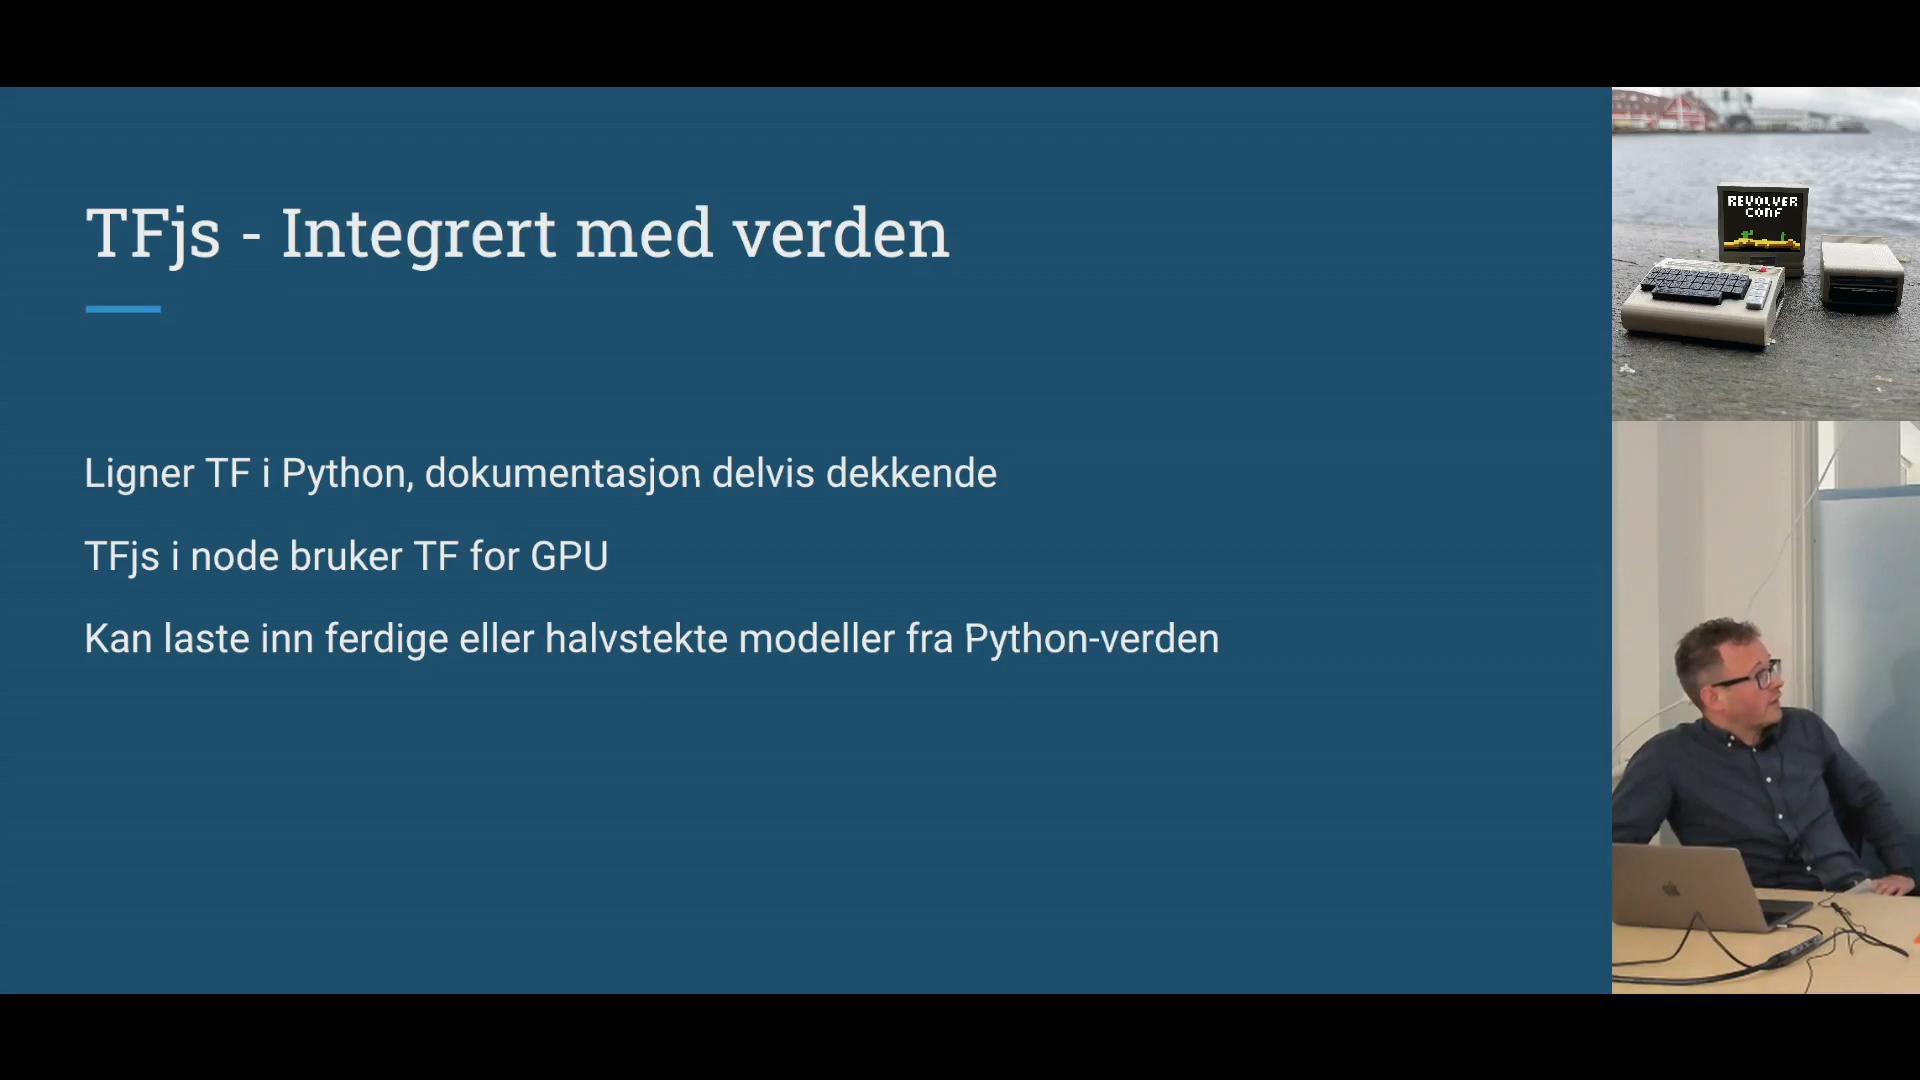 TFjs - Integrert med verden
Ligner TF i Python, dokumentasjon delvis dekkende
TFjs i node bruker TF for GPU
Kan laste inn ferdige eller halvstekte modeller fra Python-verden
REVOLVER
CONF